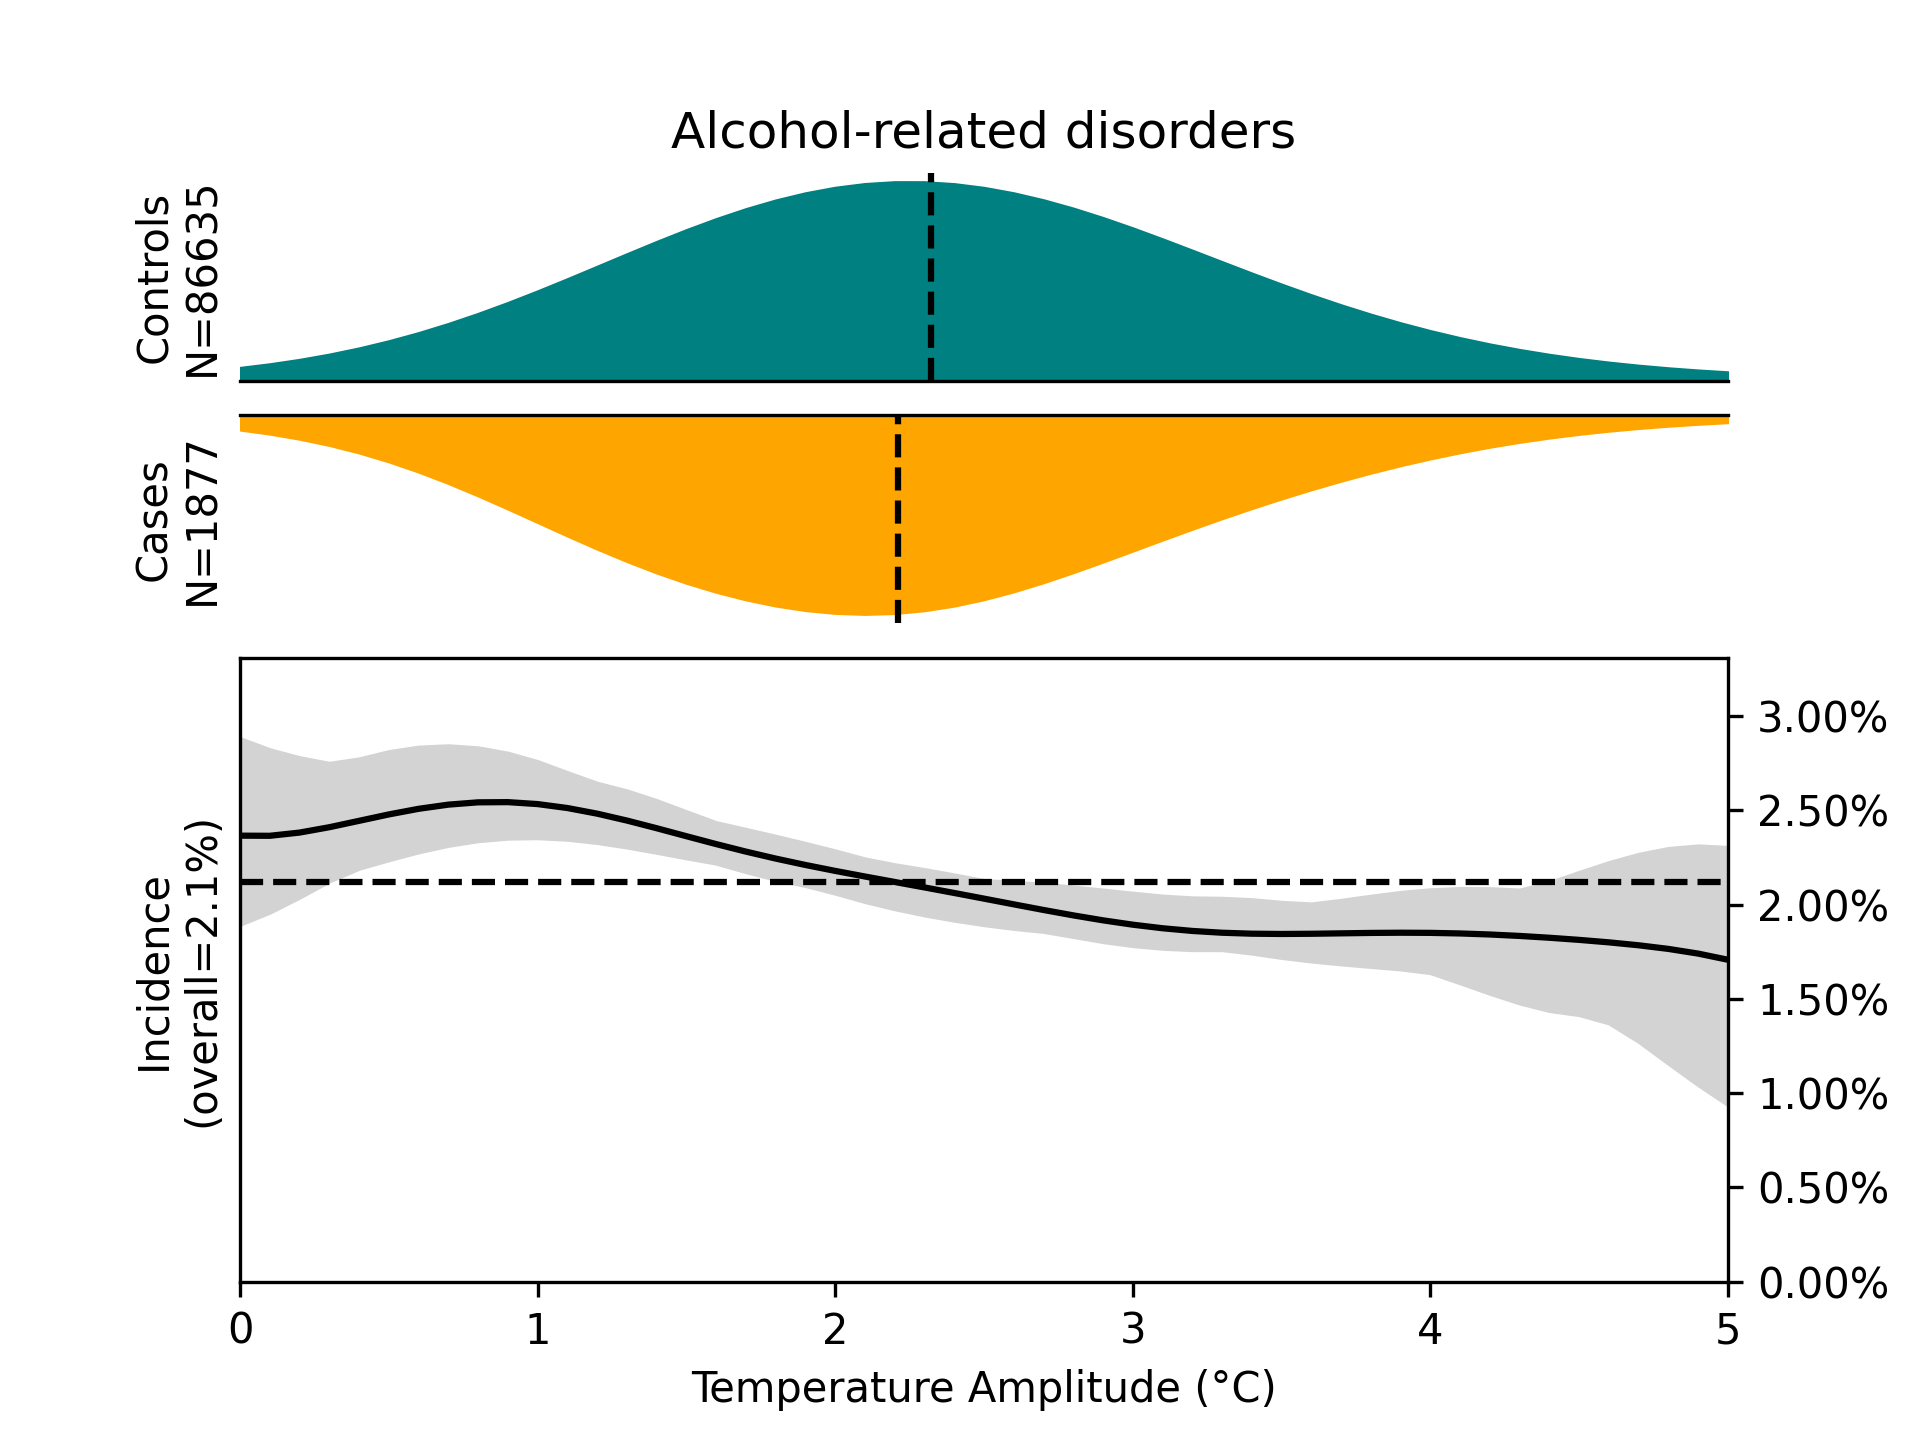 Alcohol-related disorders
Controls
N=86635
Cases
N=1877
Incidence
(overall=2.1%)
3.00%
2.50%
2.00%
1.50%
1.00%
0.50%
0.00%
0 1 2 3 4 5
Temperature Amplitude (°C)